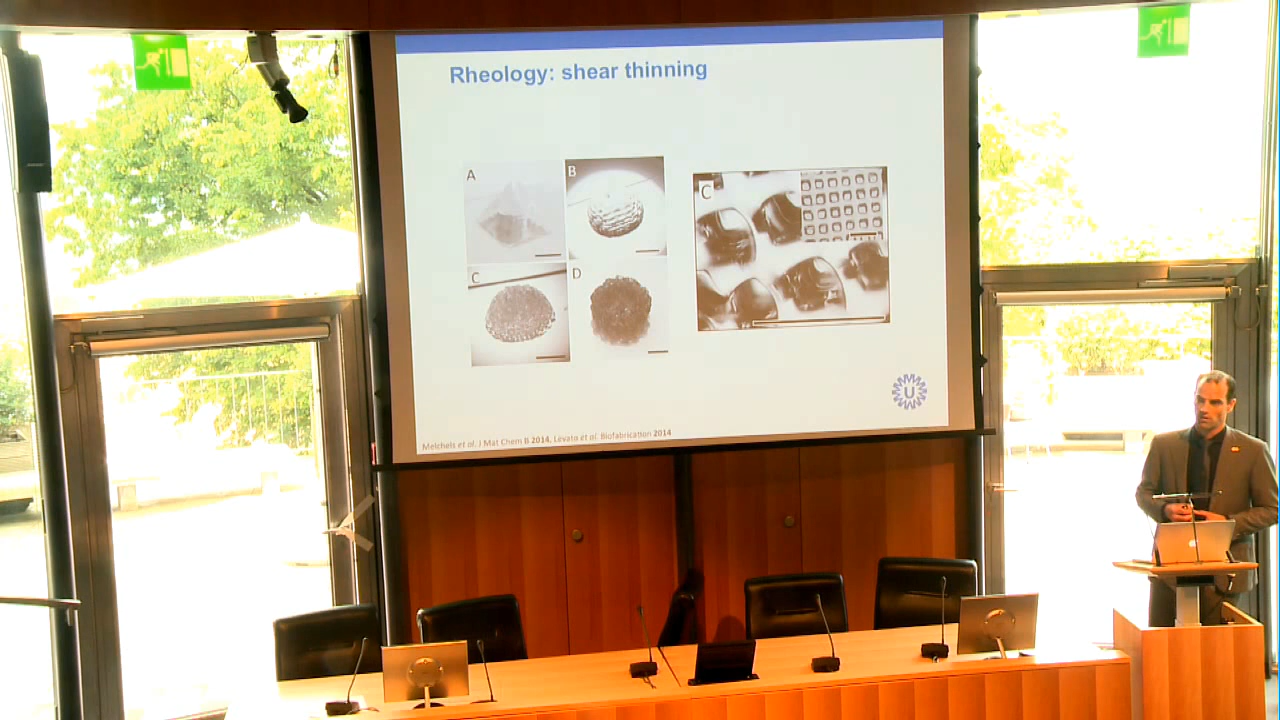 Rheology: shear thinning
A
B
C
C
D
U
Melchels et al. J Mat Chem B 2014, Levato et al. Biofabrication 2014